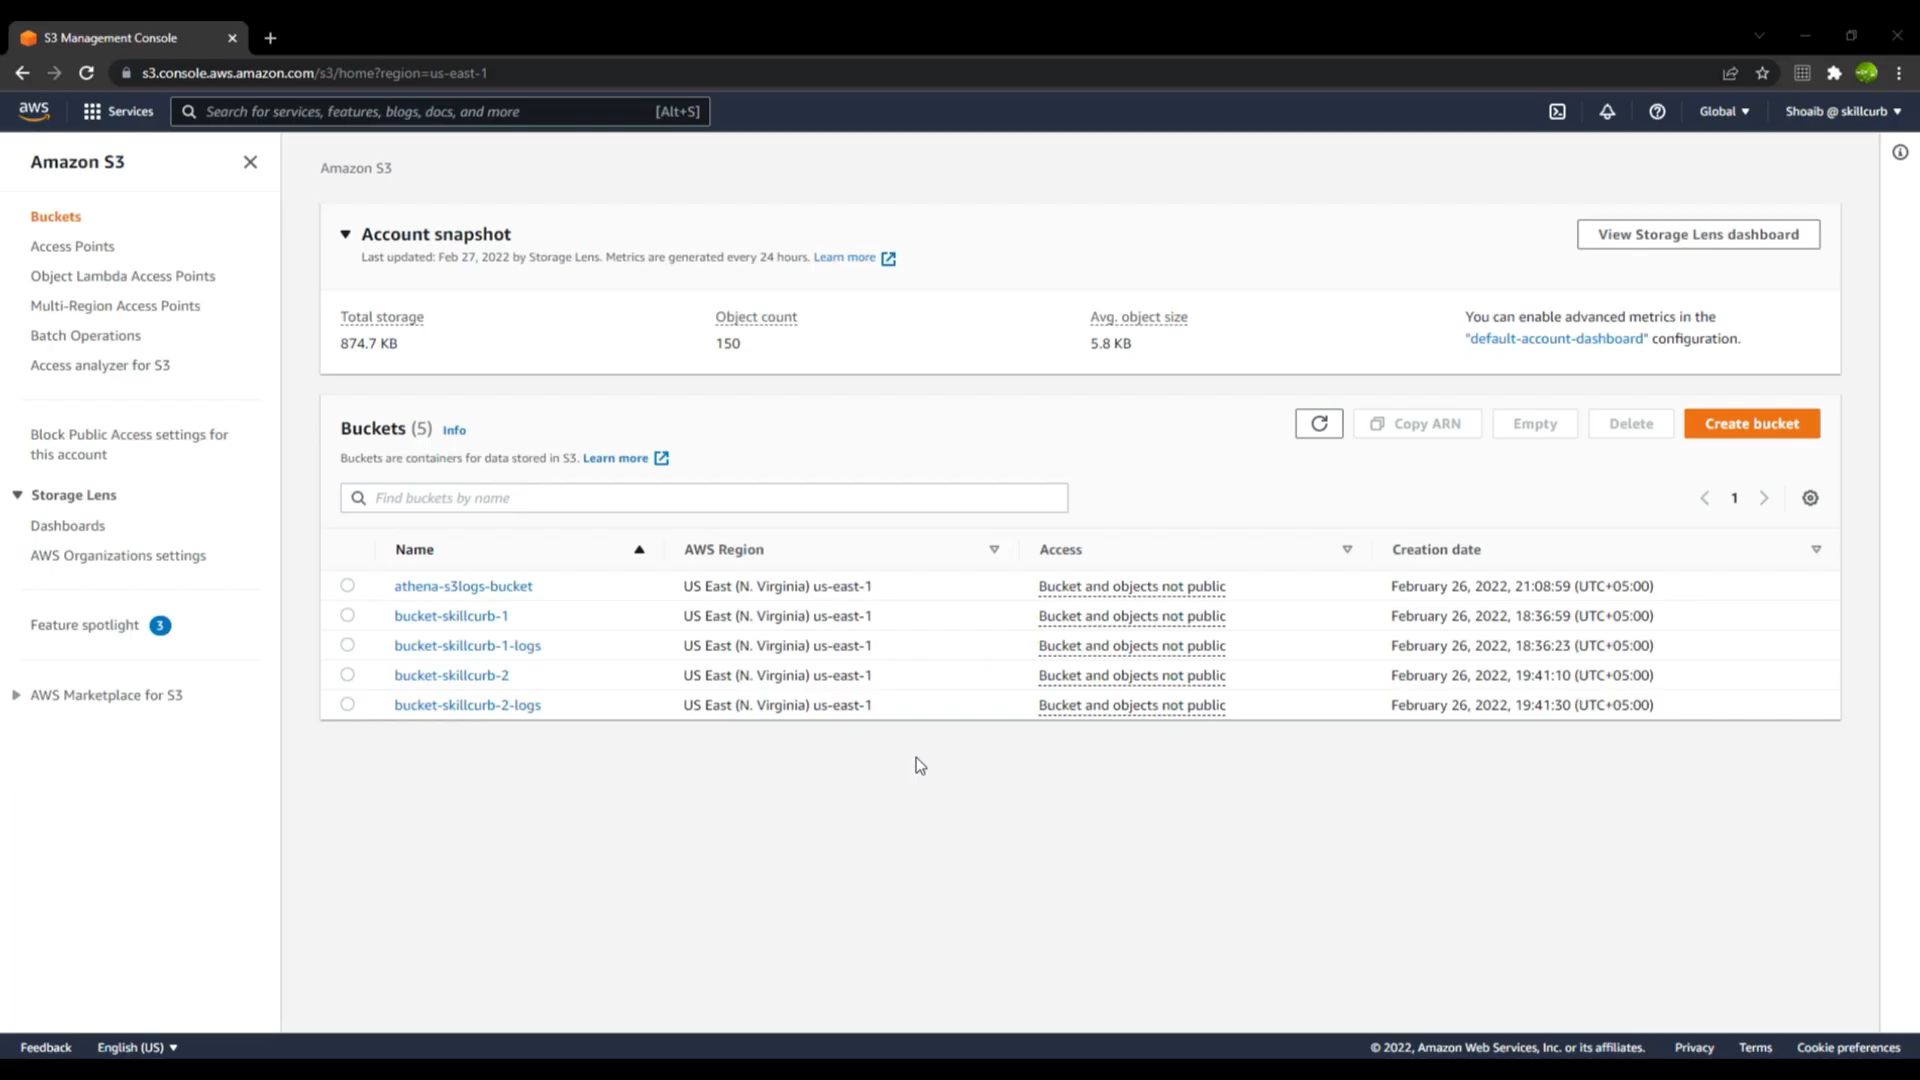 S3 Management Console
s3.console.aws.amazon.com/s3/home?region=us-east-1
aws
Services
Search for services, features, blogs, docs, and more
[Alt+S]
Global
Shoaib @ skillcurb
Amazon S3
Buckets
Access Points
Object Lambda Access Points
Multi-Region Access Points
Batch Operations
Access analyzer for S3
Block Public Access settings for
this account
Storage Lens
Dashboards
AWS Organizations settings
Feature spotlight 3
AWS Marketplace for S3
Amazon S3
Account snapshot
Last updated: Feb 27, 2022 by Storage Lens. Metrics are generated every 24 hours. Learn more
View Storage Lens dashboard
Total storage
874.7 KB
Object count
150
Avg. object size
5.8 KB
You can enable advanced metrics in the
"default-account-dashboard" configuration.
Buckets (5) Info
Buckets are containers for data stored in S3. Learn more
Copy ARN
Empty
Delete
Create bucket
Find buckets by name
1
Name AWS Region Access Creation date
athena-s3logs-bucket US East (N. Virginia) us-east-1 Bucket and objects not public February 26, 2022, 21:08:59 (UTC+05:00)
bucket-skillcurb-1 US East (N. Virginia) us-east-1 Bucket and objects not public February 26, 2022, 18:36:59 (UTC+05:00)
bucket-skillcurb-1-logs US East (N. Virginia) us-east-1 Bucket and objects not public February 26, 2022, 18:36:23 (UTC+05:00)
bucket-skillcurb-2 US East (N. Virginia) us-east-1 Bucket and objects not public February 26, 2022, 19:41:10 (UTC+05:00)
bucket-skillcurb-2-logs US East (N. Virginia) us-east-1 Bucket and objects not public February 26, 2022, 19:41:30 (UTC+05:00)
Feedback
English (US)
© 2022, Amazon Web Services, Inc. or its affiliates.
Privacy
Terms
Cookie preferences